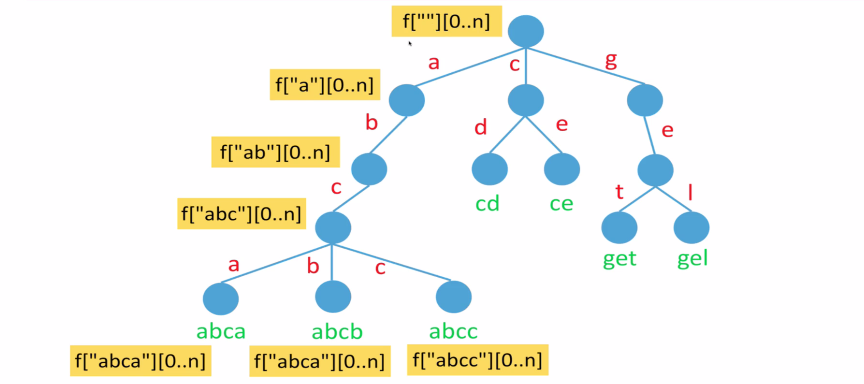 f[""][0..n]
a
c
g
f["a"][0..n]
b
d
e
e
f["ab"][0..n]
c
t
l
cd
ce
f["abc"][0..n]
a
b
c
get
gel
abca
abcb
abcc
f["abca"][0..n]
f["abca"][0..n]
f["abcc"][0..n]